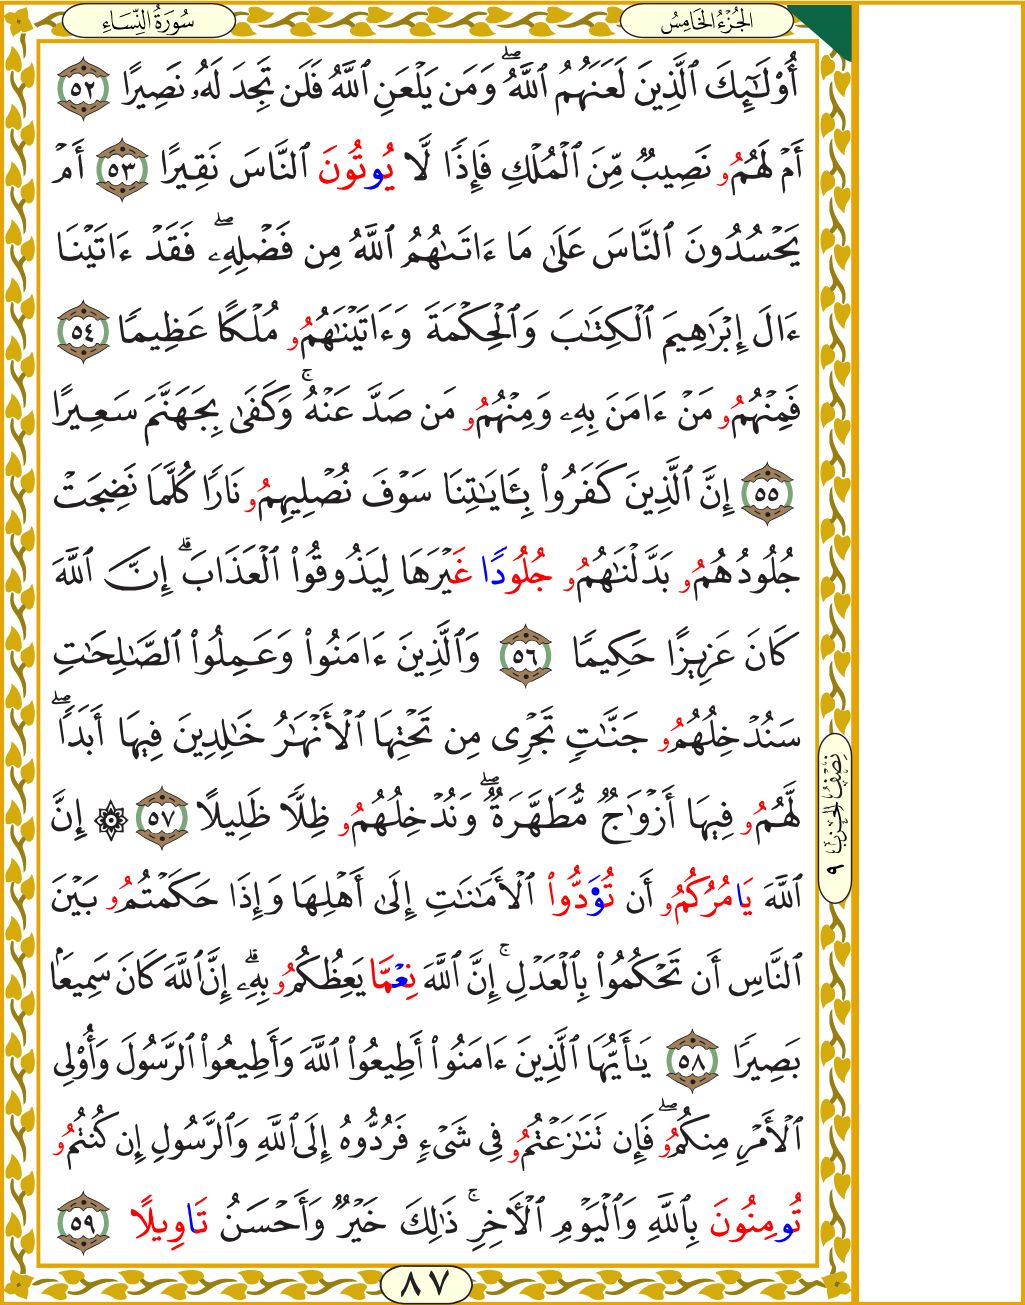 سُورَةُ النِّسَاءِ
الجُزْءُ الخَامِسُ
أُوْلَٰٓئِكَ ٱلَّذِينَ لَعَنَهُمُ ٱللَّهُۖ وَمَن يَلْعَنِ ٱللَّهُ فَلَن تَجِدَ لَهُۥ نَصِيرًا ٥٢
أَمْ لَهُمُۥ نَصِيبٌ مِّنَ ٱلْمُلْكِ فَإِذًا لَّا يُوتُونَ ٱلنَّاسَ نَقِيرًا ٥٣ أَمْ
يَحْسُدُونَ ٱلنَّاسَ عَلَىٰ مَا ءَاتَىٰهُمُ ٱللَّهُ مِن فَضْلِهِۦۖ فَقَدْ ءَاتَيْنَا
ءَالَ إِبْرَٰهِيمَ ٱلْكِتَٰبَ وَٱلْحِكْمَةَ وَءَاتَيْنَٰهُمُۥ مُلْكًا عَظِيمًا ٥٤
فَمِنْهُمُۥ مَنْ ءَامَنَ بِهِۦ وَمِنْهُمُۥ مَن صَدَّ عَنْهُۚ وَكَفَىٰ بِجَهَنَّمَ سَعِيرًا
٥٥ إِنَّ ٱلَّذِينَ كَفَرُواْ بِـَٔايَٰتِنَا سَوْفَ نُصْلِيهِمُۥ نَارًا كُلَّمَا نَضِجَتْ
جُلُودُهُمُۥ بَدَّلْنَٰهُمُۥ جُلُودًا غَيْرَهَا لِيَذُوقُواْ ٱلْعَذَابَۗ إِنَّ ٱللَّهَ
كَانَ عَزِيزًا حَكِيمًا ٥٦ وَٱلَّذِينَ ءَامَنُواْ وَعَمِلُواْ ٱلصَّٰلِحَٰتِ
سَنُدْخِلُهُمُۥ جَنَّٰتٍ تَجْرِى مِن تَحْتِهَا ٱلْأَنْهَٰرُ خَٰلِدِينَ فِيهَا أَبَدًاۖ
لَّهُمُۥ فِيهَا أَزْوَٰجٌ مُّطَهَّرَةٌۖ وَنُدْخِلُهُمُۥ ظِلًّا ظَلِيلًا ٥٧ ۞ إِنَّ
ٱللَّهَ يَامُرُكُمُۥ أَن تُؤَدُّواْ ٱلْأَمَٰنَٰتِ إِلَىٰ أَهْلِهَا وَإِذَا حَكَمْتُمُۥ بَيْنَ
ٱلنَّاسِ أَن تَحْكُمُواْ بِٱلْعَدْلِۚ إِنَّ ٱللَّهَ نِعْمَّا يَعِظُكُمُۥ بِهِۦۗ إِنَّ ٱللَّهَ كَانَ سَمِيعًۢا
بَصِيرًا ٥٨ يَٰٓأَيُّهَا ٱلَّذِينَ ءَامَنُوٓاْ أَطِيعُواْ ٱللَّهَ وَأَطِيعُواْ ٱلرَّسُولَ وَأُوْلِى
ٱلْأَمْرِ مِنكُمُۥۖ فَإِن تَنَٰزَعْتُمُۥ فِى شَىْءٍ فَرُدُّوهُ إِلَى ٱللَّهِ وَٱلرَّسُولِ إِن كُنتُمُۥ
تُومِنُونَ بِٱللَّهِ وَٱلْيَوْمِ ٱلْأَخِرِۚ ذَٰلِكَ خَيْرٌ وَأَحْسَنُ تَاوِيلًا ٥٩
نِصْفُ الحِزْبِ ٩
٨٧